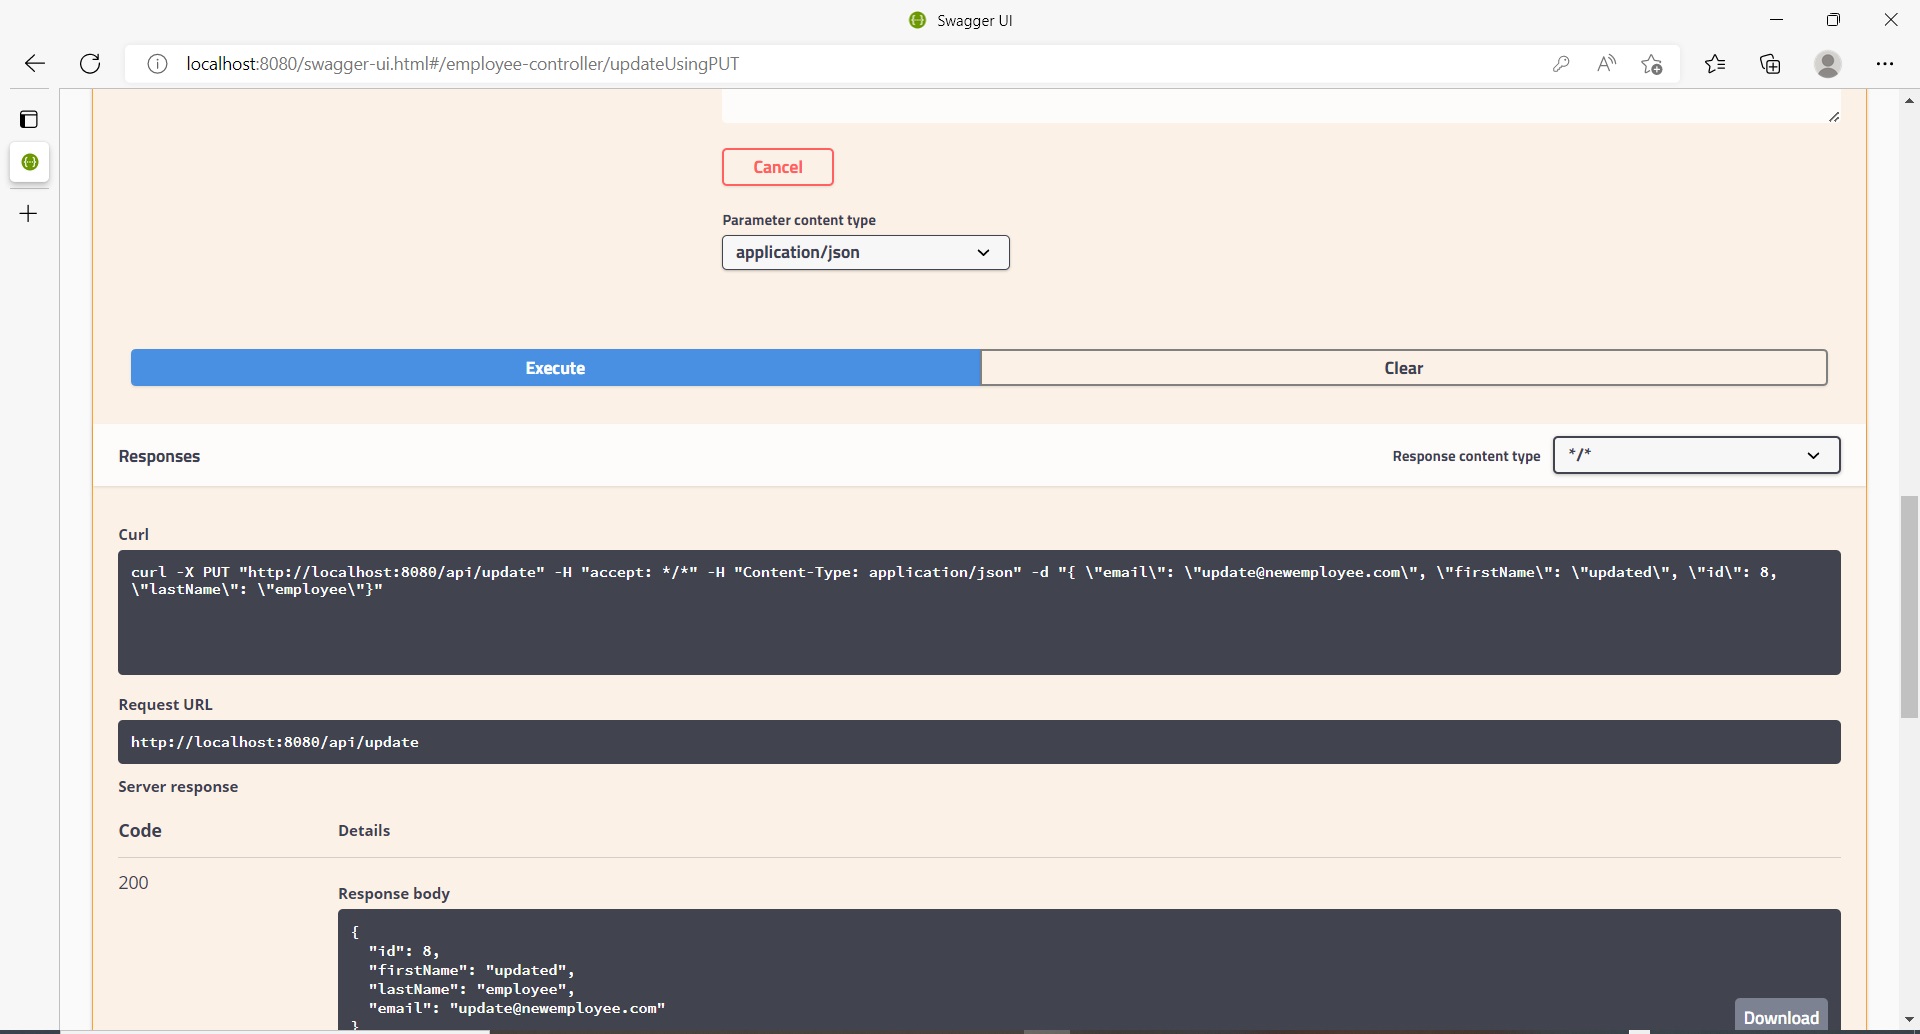 Swagger UI
localhost:8080/swagger-ui.html#/employee-controller/updateUsingPUT
Cancel
Parameter content type
application/json
Execute
Clear
Responses
Response content type
*/*
Curl
curl -X PUT "http://localhost:8080/api/update" -H "accept: */*" -H "Content-Type: application/json" -d "{ \"email\": \"update@newemployee.com\", \"firstName\": \"updated\", \"id\": 8,
\"lastName\": \"employee\"}"
Request URL
http://localhost:8080/api/update
Server response
Code
Details
200
Response body
{
"id": 8,
"firstName": "updated",
"lastName": "employee",
"email": "update@newemployee.com"
}
Download